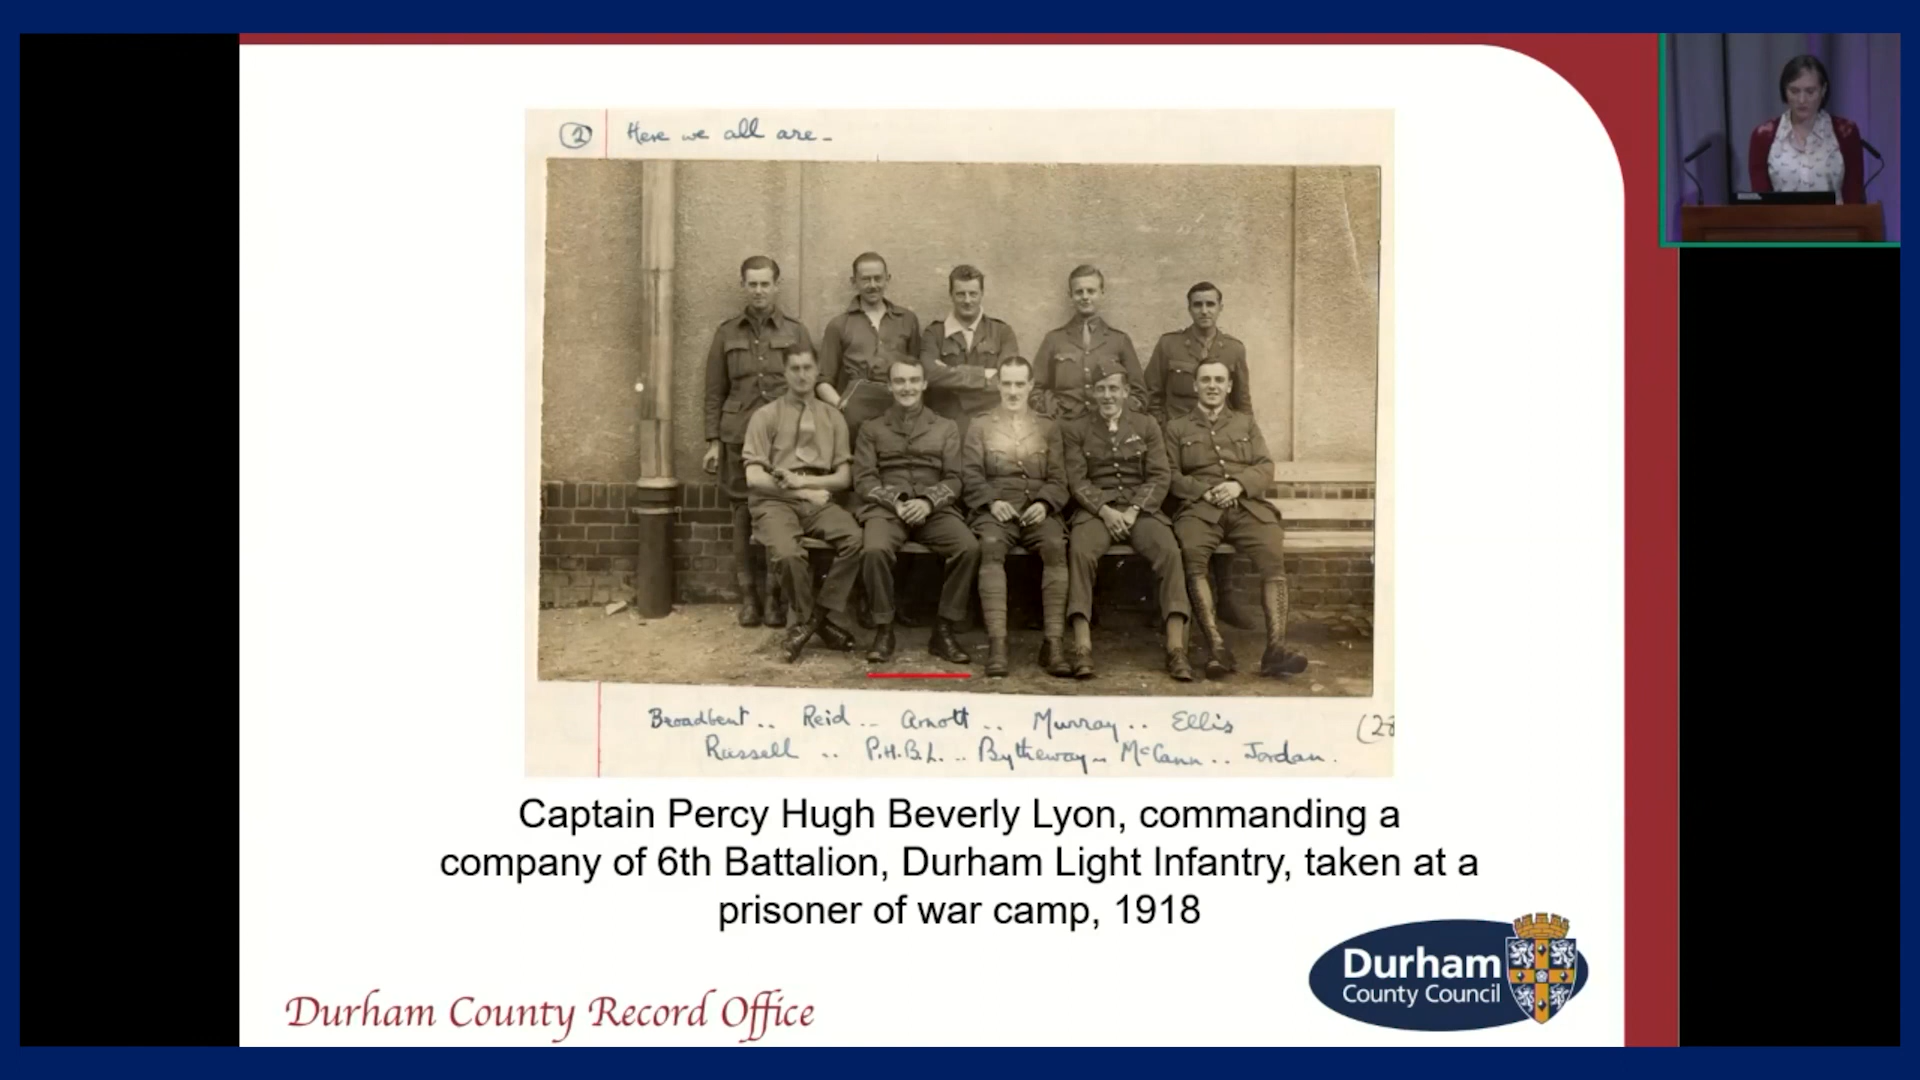 ② Here we all are -
Broadbent .. Reid .. Arnott .. Murray .. Ellis
(28
Russell .. P.H.B.L. .. Bytheway .. McCann .. Jordan.
Captain Percy Hugh Beverly Lyon, commanding a
company of 6th Battalion, Durham Light Infantry, taken at a
prisoner of war camp, 1918
Durham
County Council
Durham County Record Office